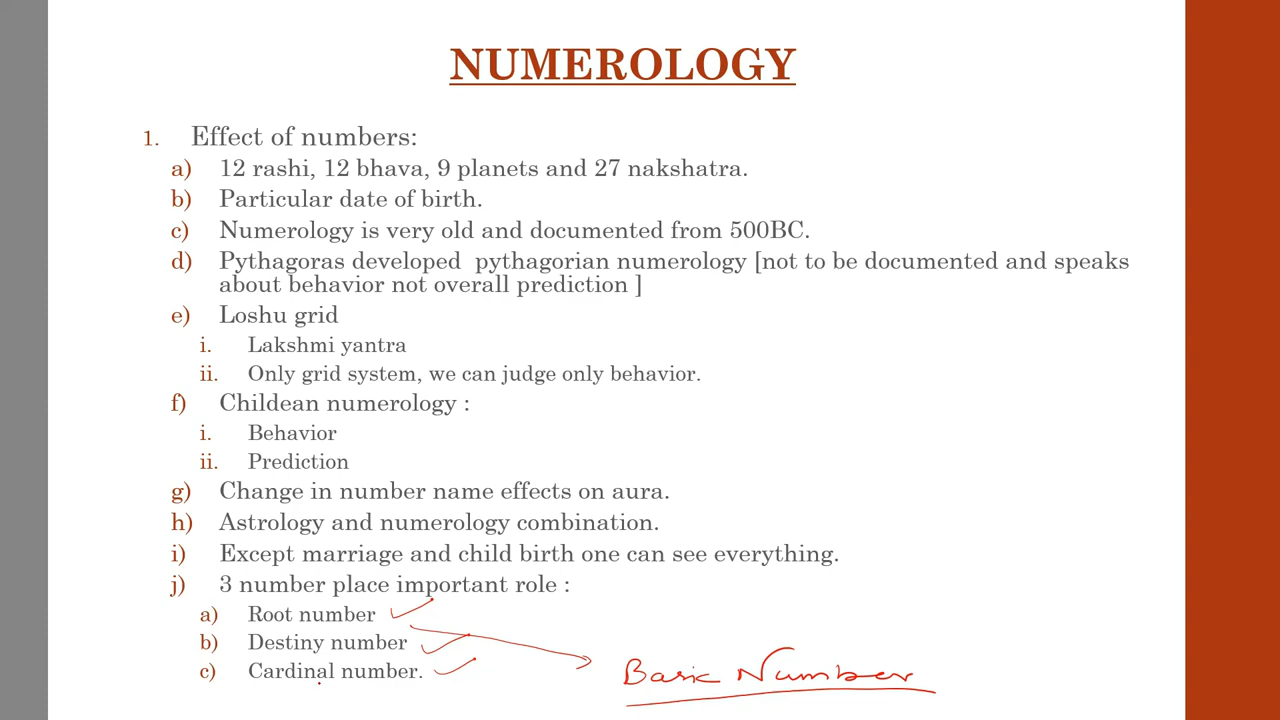 NUMEROLOGY
1. Effect of numbers:
a) 12 rashi, 12 bhava, 9 planets and 27 nakshatra.
b) Particular date of birth.
c) Numerology is very old and documented from 500BC.
d) Pythagoras developed pythagorian numerology [not to be documented and speaks
about behavior not overall prediction ]
e) Loshu grid
i. Lakshmi yantra
ii. Only grid system, we can judge only behavior.
f) Childean numerology :
i. Behavior
ii. Prediction
g) Change in number name effects on aura.
h) Astrology and numerology combination.
i) Except marriage and child birth one can see everything.
j) 3 number place important role :
a) Root number
b) Destiny number
c) Cardinal number.
Basic Number